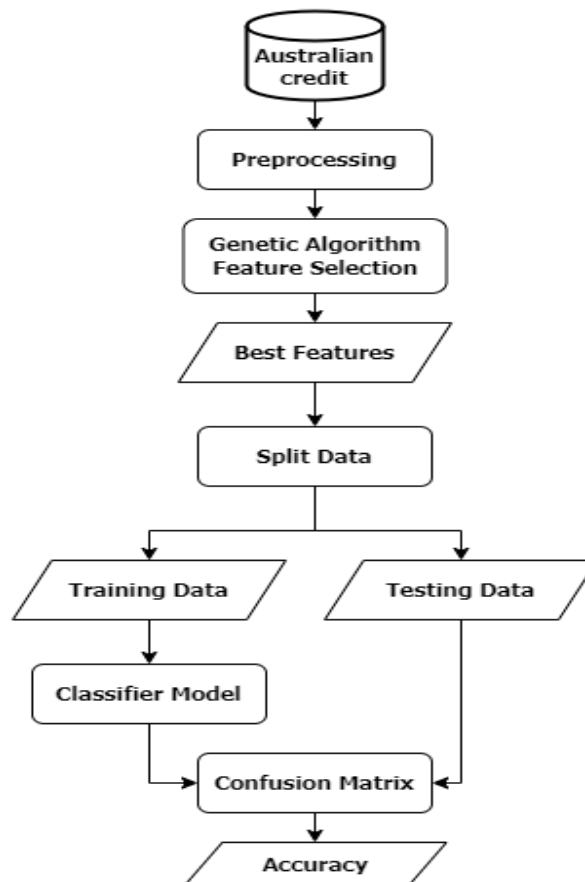 Australian
credit
Preprocessing
Genetic Algorithm
Feature Selection
Best Features
Split Data
Training Data
Testing Data
Classifier Model
Confusion Matrix
Accuracy